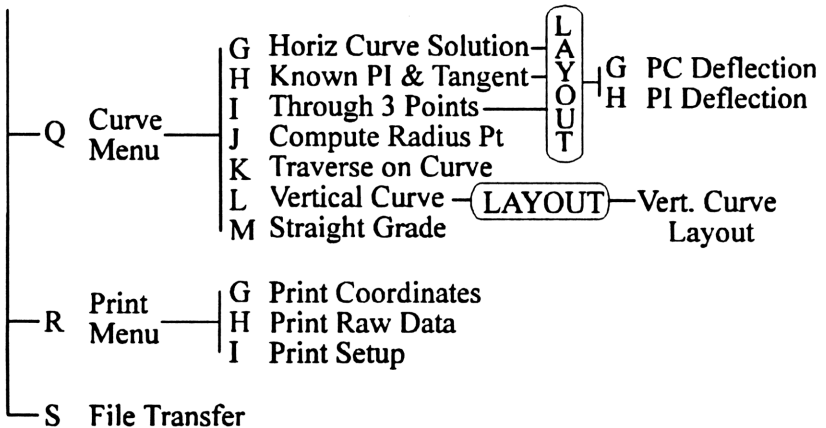 Q Curve Menu
G Horiz Curve Solution
H Known PI & Tangent
I Through 3 Points
J Compute Radius Pt
K Traverse on Curve
L Vertical Curve
M Straight Grade
LAYOUT
G PC Deflection
H PI Deflection
LAYOUT
Vert. Curve
Layout
R Print Menu
G Print Coordinates
H Print Raw Data
I Print Setup
S File Transfer